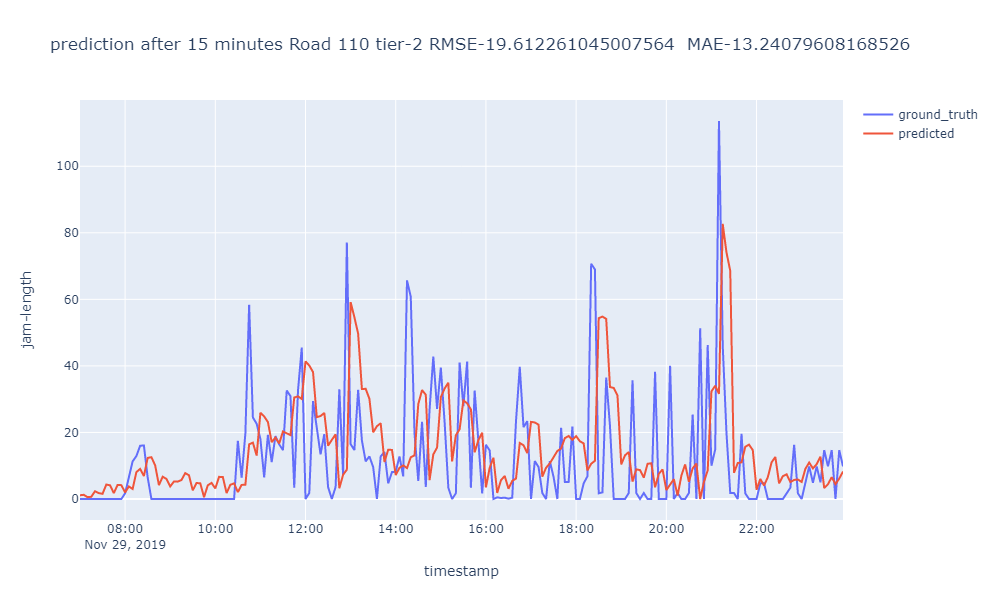 prediction after 15 minutes Road 110 tier-2 RMSE-19.612261045007564  MAE-13.24079608168526
ground_truth
predicted
jam-length
100
80
60
40
20
0
08:00
10:00
12:00
14:00
16:00
18:00
20:00
22:00
Nov 29, 2019
timestamp